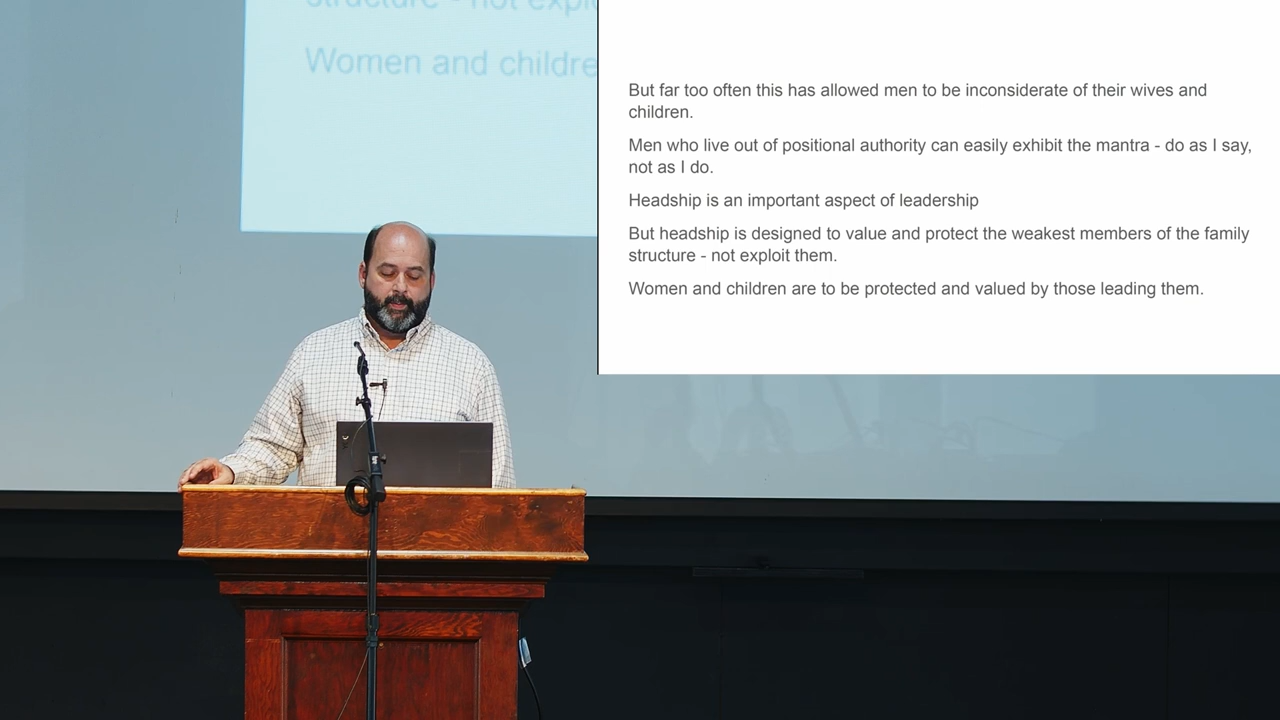 structure - not explo
Women and childre
But far too often this has allowed men to be inconsiderate of their wives and
children.
Men who live out of positional authority can easily exhibit the mantra - do as I say,
not as I do.
Headship is an important aspect of leadership
But headship is designed to value and protect the weakest members of the family
structure - not exploit them.
Women and children are to be protected and valued by those leading them.